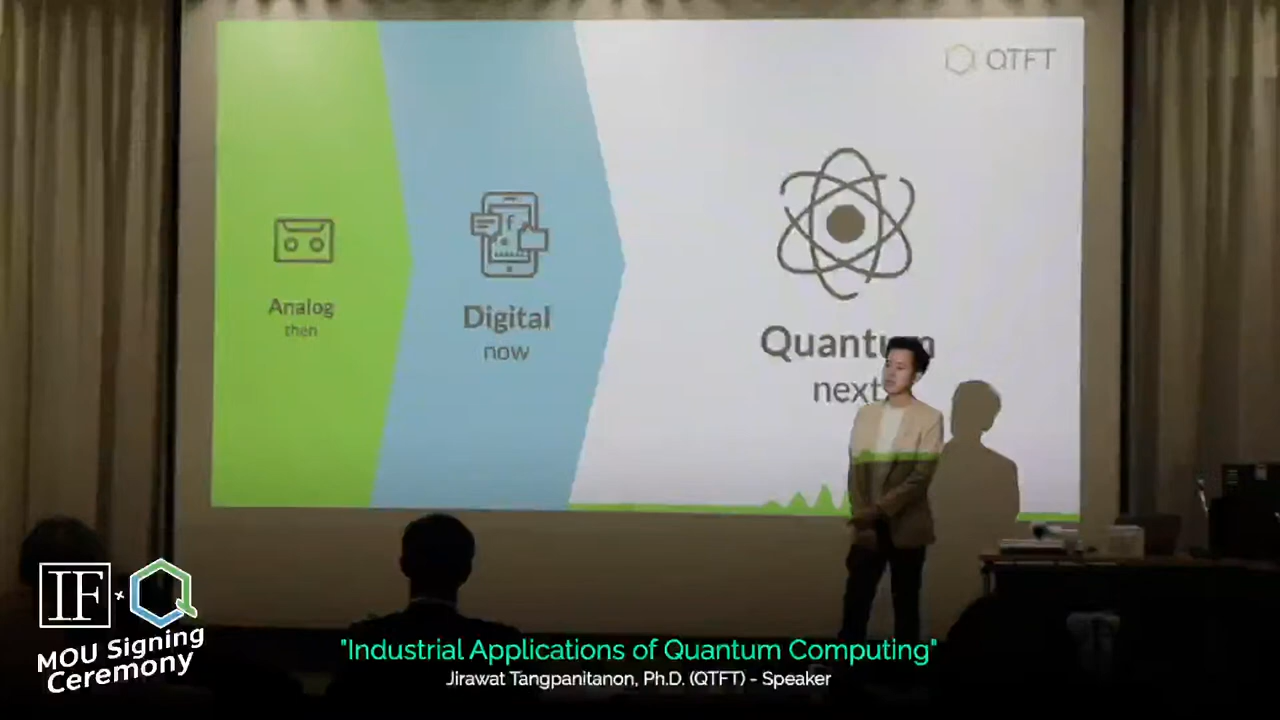 QTFT
Analog
then
Digital
now
Quantum
next
IF x Q
MOU Signing
Ceremony
"Industrial Applications of Quantum Computing"
Jirawat Tangpanitanon, Ph.D. (QTFT) - Speaker